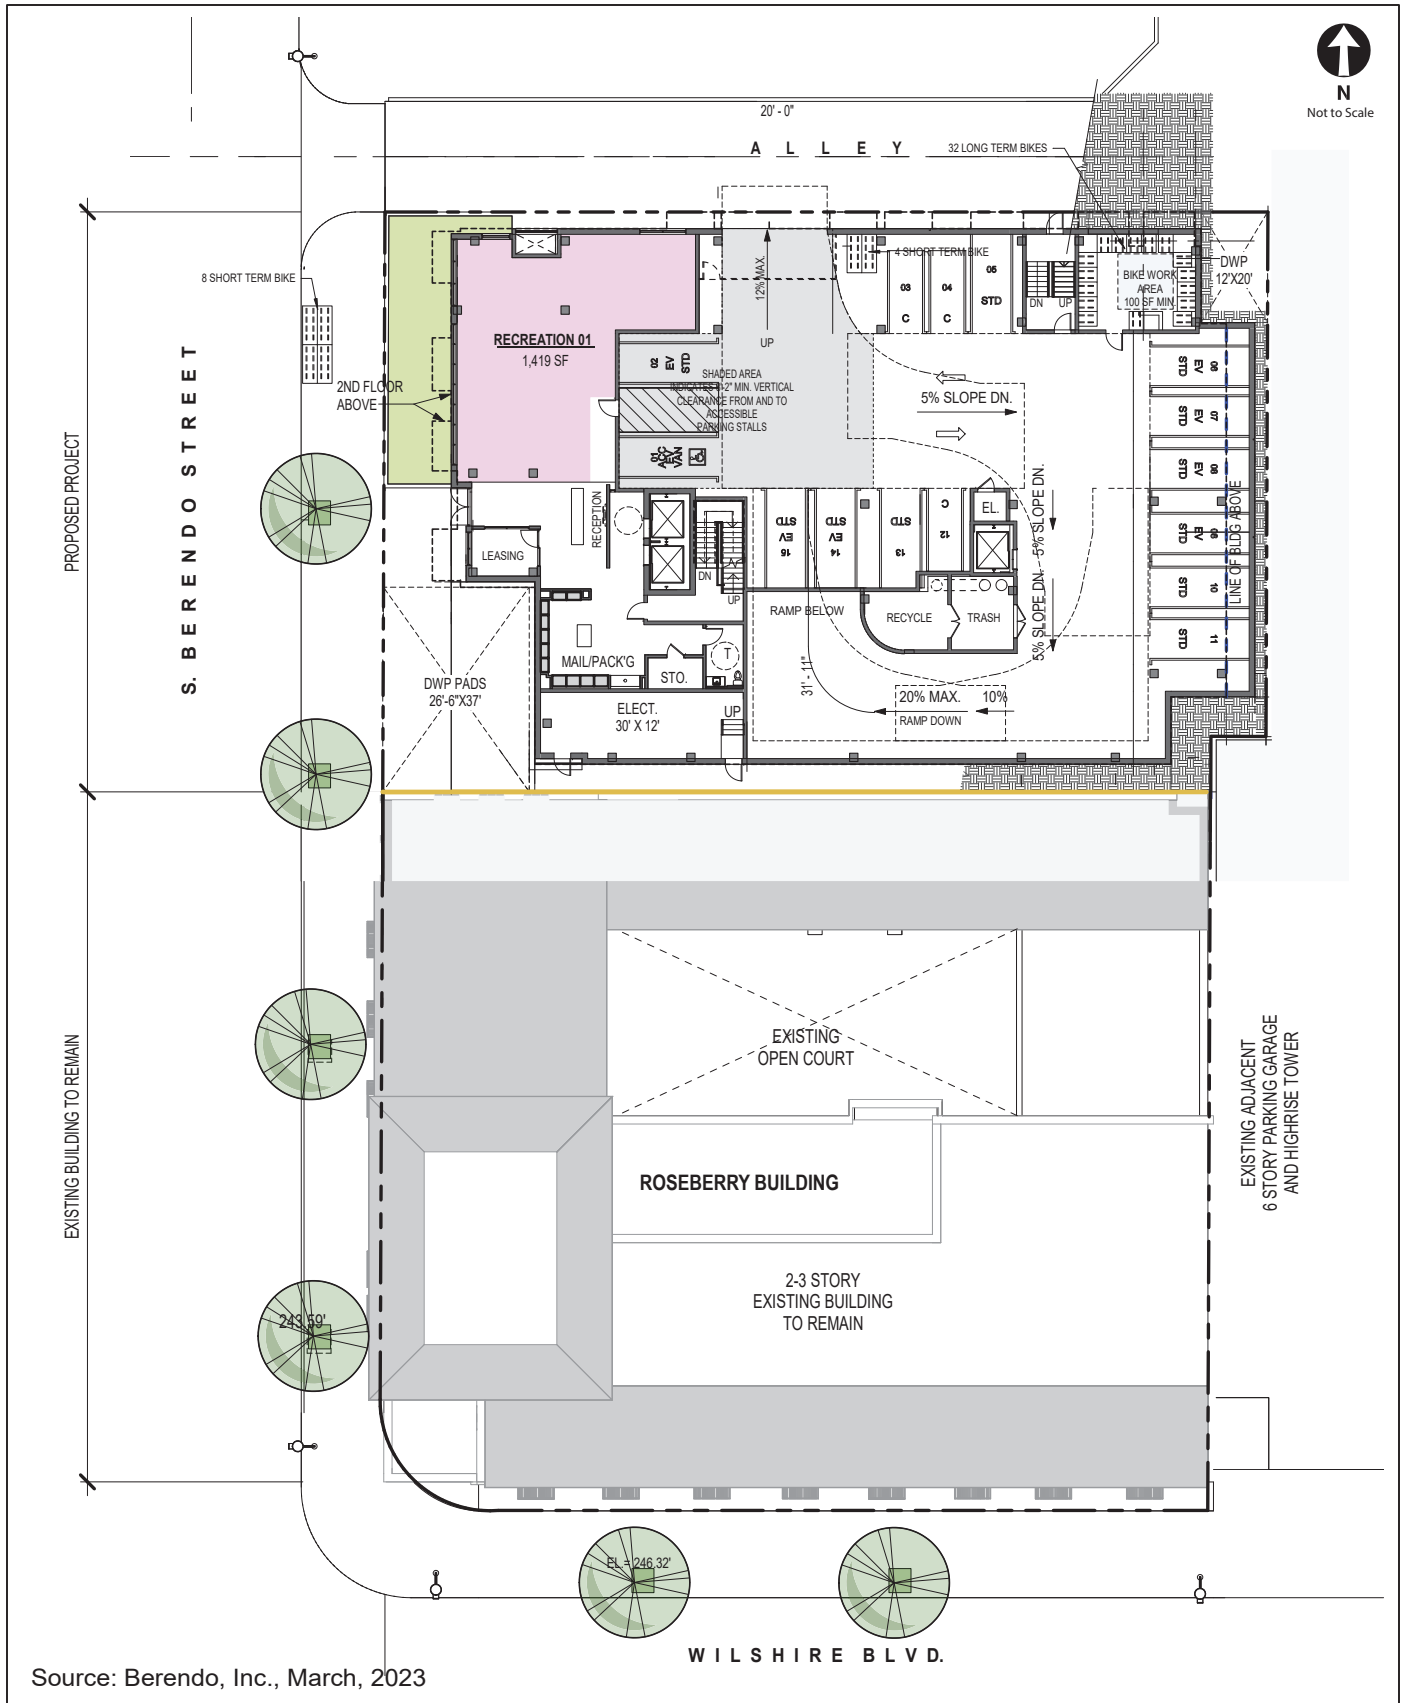 N
Not to Scale
20' - 0"
A L L E Y
32 LONG TERM BIKES
8 SHORT TERM BIKE
4 SHORT TERM BIKE
12% MAX.
UP
03
C
04
C
05
STD
DN
UP
BIKE WORK
AREA
100 SF MIN.
DWP
12'X20'
RECREATION 01
1,419 SF
2ND FLOOR
ABOVE
02
EV
STD
SHADED AREA
MIN. VERTICAL
CLEARANCE FROM AND TO
ACCESSIBLE
PARKING STALLS
01
ACC
EV
VAN
5% SLOPE DN.
5% SLOPE DN.
5% SLOPE DN.
06
EV
STD
07
EV
STD
08
EV
STD
EV
STD
10
STD
11
STD
LINE OF BLDG ABOVE
PROPOSED PROJECT
S. BERENDO STREET
RECEPTION
LEASING
DN
UP
15
EV
STD
14
EV
STD
13
STD
12
C
EL.
RAMP BELOW
RECYCLE
TRASH
31' - 11"
MAIL/PACK'G
STO.
T
DWP PADS
26'-6"X37'
ELECT.
30' X 12'
UP
20% MAX.
10%
RAMP DOWN
EXISTING BUILDING TO REMAIN
EXISTING
OPEN COURT
EXISTING ADJACENT
6 STORY PARKING GARAGE
AND HIGHRISE TOWER
ROSEBERRY BUILDING
2-3 STORY
EXISTING BUILDING
TO REMAIN
243.59'
EL.= 246.32'
WILSHIRE BLVD.
Source: Berendo, Inc., March, 2023